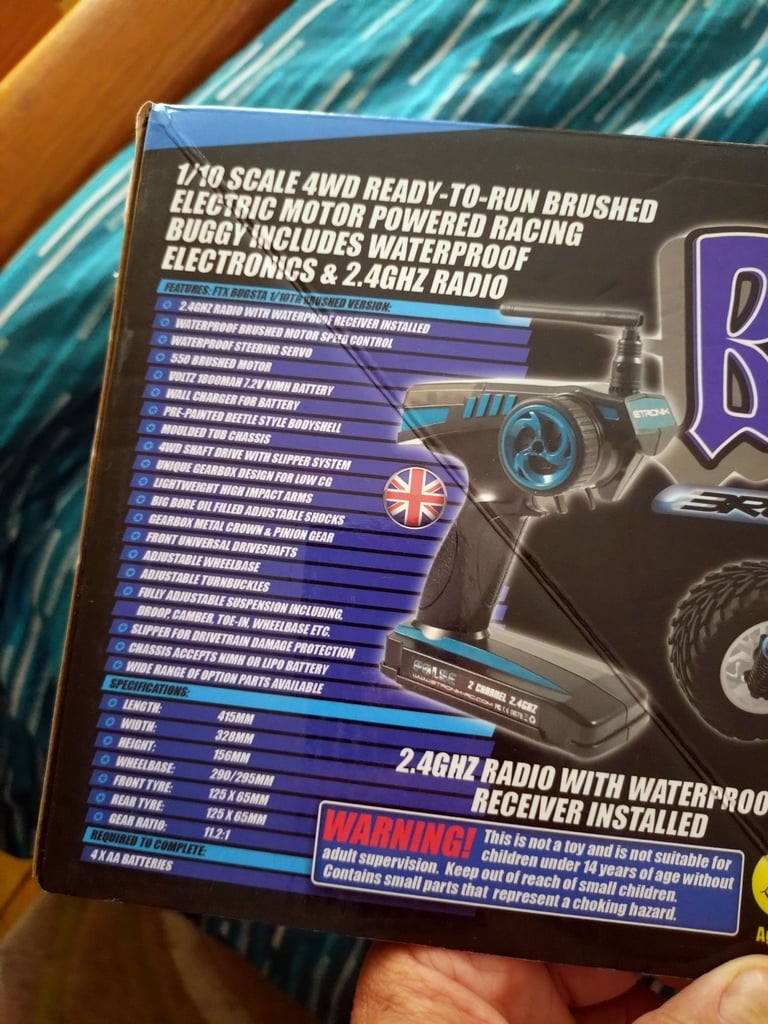 1/10 SCALE 4WD READY-TO-RUN BRUSHED
ELECTRIC MOTOR POWERED RACING
BUGGY INCLUDES WATERPROOF
ELECTRONICS & 2.4GHZ RADIO
FEATURES: FTX BUGSTA 1/10TH BRUSHED VERSION:
2.4GHZ RADIO WITH WATERPROOF RECEIVER INSTALLED
WATERPROOF BRUSHED MOTOR SPEED CONTROL
WATERPROOF STEERING SERVO
550 BRUSHED MOTOR
VOLTZ 1800MAH 7.2V NIMH BATTERY
WALL CHARGER FOR BATTERY
PRE-PAINTED BEETLE STYLE BODYSHELL
MOULDED TUB CHASSIS
4WD SHAFT DRIVE WITH SLIPPER SYSTEM
UNIQUE GEARBOX DESIGN FOR LOW CG
LIGHTWEIGHT HIGH IMPACT ARMS
BIG BORE OIL FILLED ADJUSTABLE SHOCKS
GEARBOX METAL CROWN & PINION GEAR
FRONT UNIVERSAL DRIVESHAFTS
ADJUSTABLE WHEELBASE
ADJUSTABLE TURNBUCKLES
FULLY ADJUSTABLE SUSPENSION INCLUDING,
DROOP, CAMBER, TOE-IN, WHEELBASE ETC.
SLIPPER FOR DRIVETRAIN DAMAGE PROTECTION
CHASSIS ACCEPTS NIMH OR LIPO BATTERY
WIDE RANGE OF OPTION PARTS AVAILABLE
SPECIFICATIONS:
LENGTH: 415MM
WIDTH: 328MM
HEIGHT: 156MM
WHEELBASE: 290/295MM
FRONT TYRE: 125 X 65MM
REAR TYRE: 125 X 65MM
GEAR RATIO: 11.2:1
REQUIRED TO COMPLETE:
4 X AA BATTERIES
ETRONIX
PULSE
WWW.ETRONIX-RC.COM
2 CHANNEL 2.4GHZ
2.4GHZ RADIO WITH WATERPROO
RECEIVER INSTALLED
WARNING! This is not a toy and is not suitable for
children under 14 years of age without
adult supervision. Keep out of reach of small children.
Contains small parts that represent a choking hazard.
B